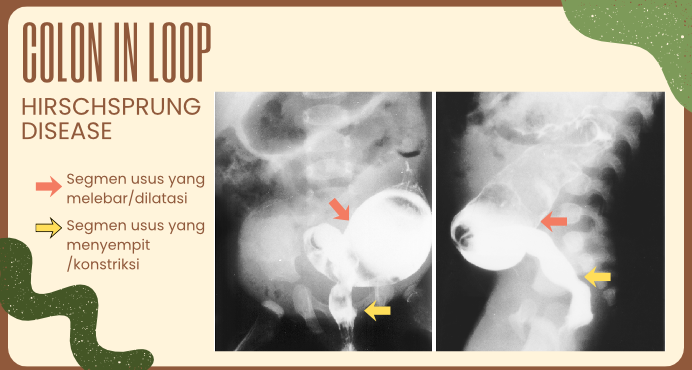 COLON IN LOOP
HIRSCHSPRUNG
DISEASE
Segmen usus yang
melebar/dilatasi
Segmen usus yang
menyempit
/konstriksi